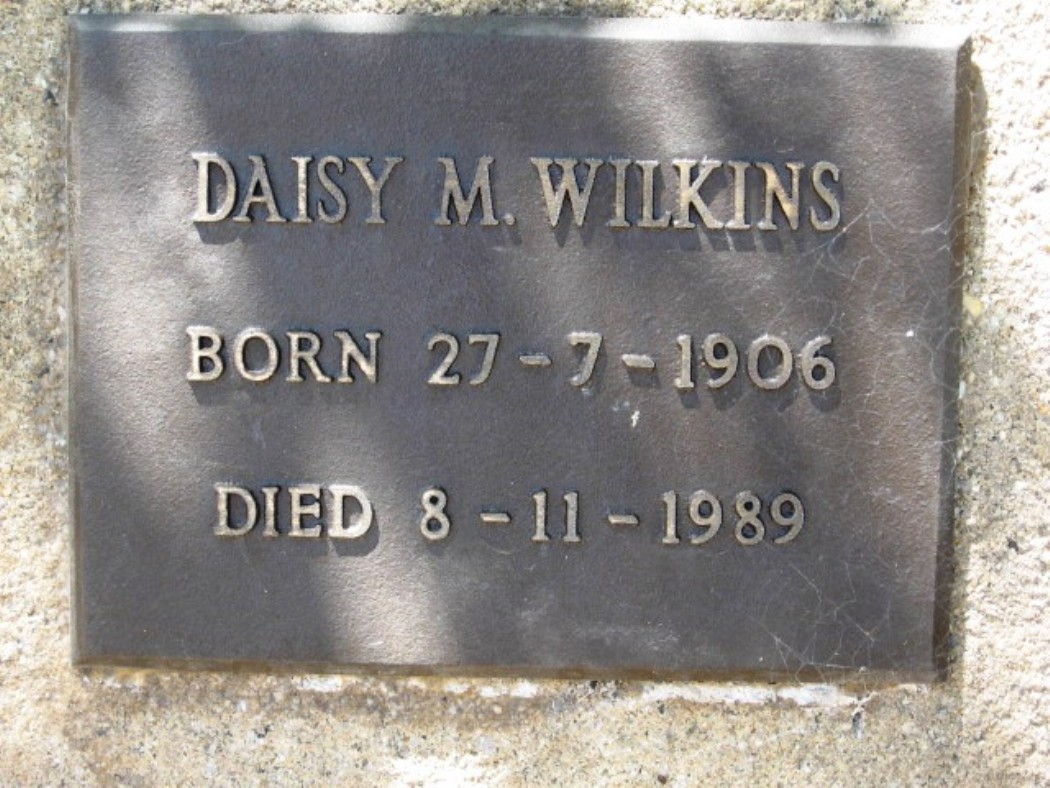 DAISY M. WILKINS
BORN 27-7-1906
DIED 8-11-1989